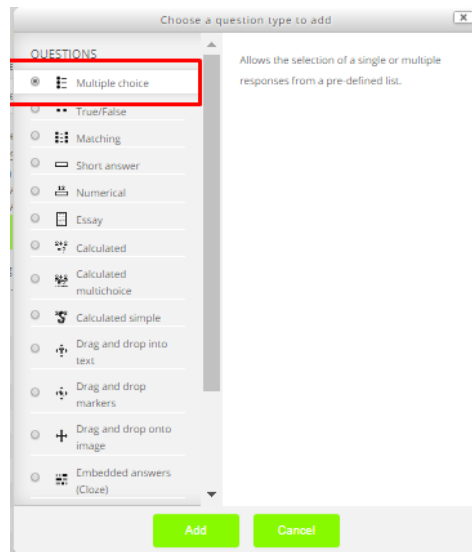 Choose a question type to add
x
QUESTIONS
Multiple choice
True/False
Matching
Short answer
Numerical
Essay
Calculated
Calculated
multichoice
Calculated simple
Drag and drop into
text
Drag and drop
markers
Drag and drop onto
image
Embedded answers
(Cloze)
Allows the selection of a single or multiple
responses from a pre-defined list.
Add
Cancel